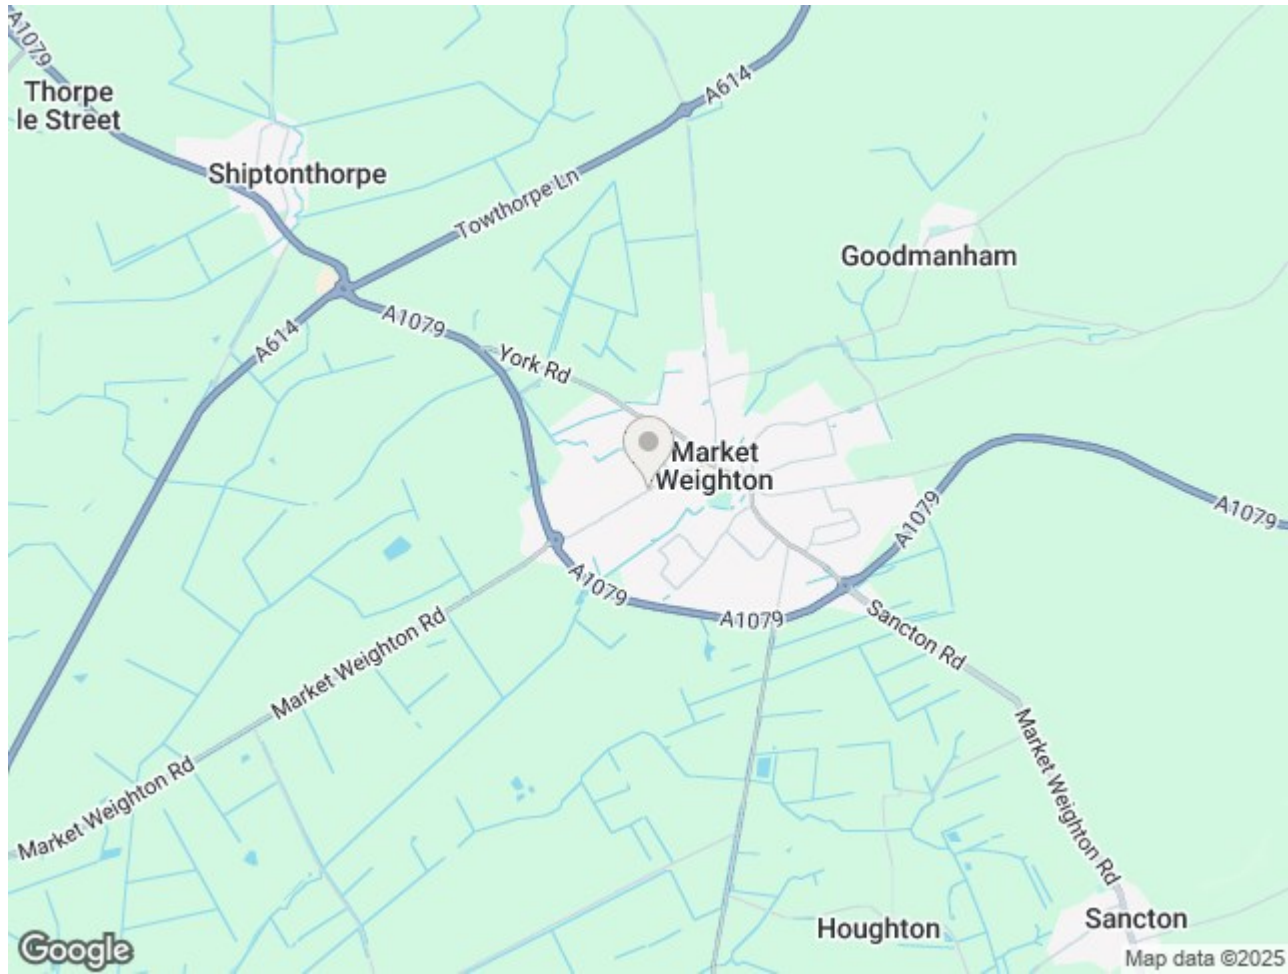 A1079
Thorpe
le Street
A614
Shiptonthorpe
Towthorpe Ln
Goodmanham
A1079
A614
York Rd
Market
Weighton
A1079
A1079
A1079
A1079
Sancton Rd
Market Weighton Rd
Market Weighton Rd
Market Weighton Rd
Houghton
Sancton
Google
Map data ©2025